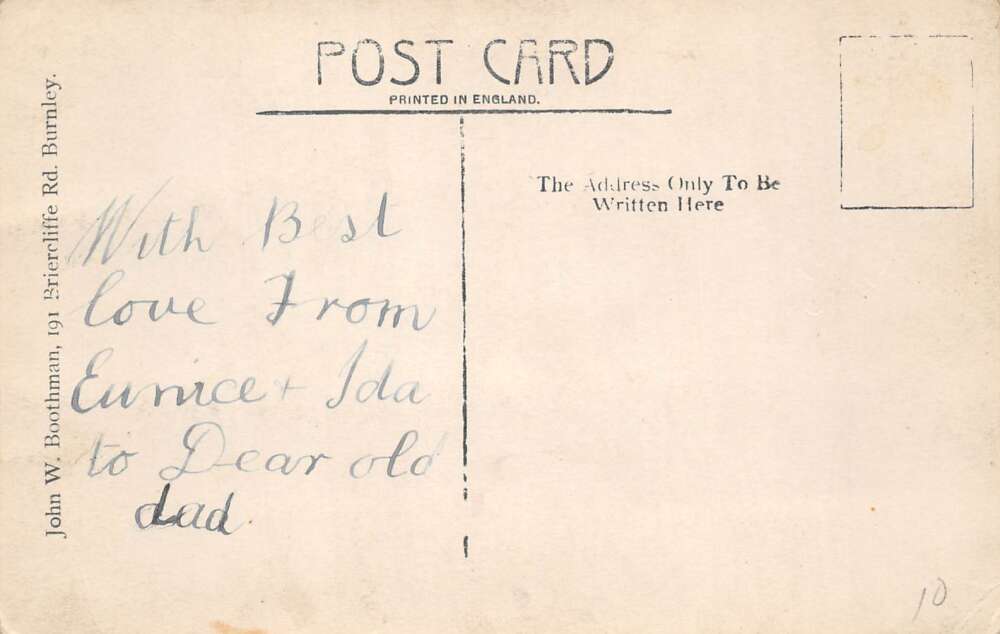 POST CARD
PRINTED IN ENGLAND.
The Address Only To Be
Written Here
John W. Boothman, 191 Briercliffe Rd. Burnley.
With Best
love From
Eunice + Ida
to Dear old
dad
10